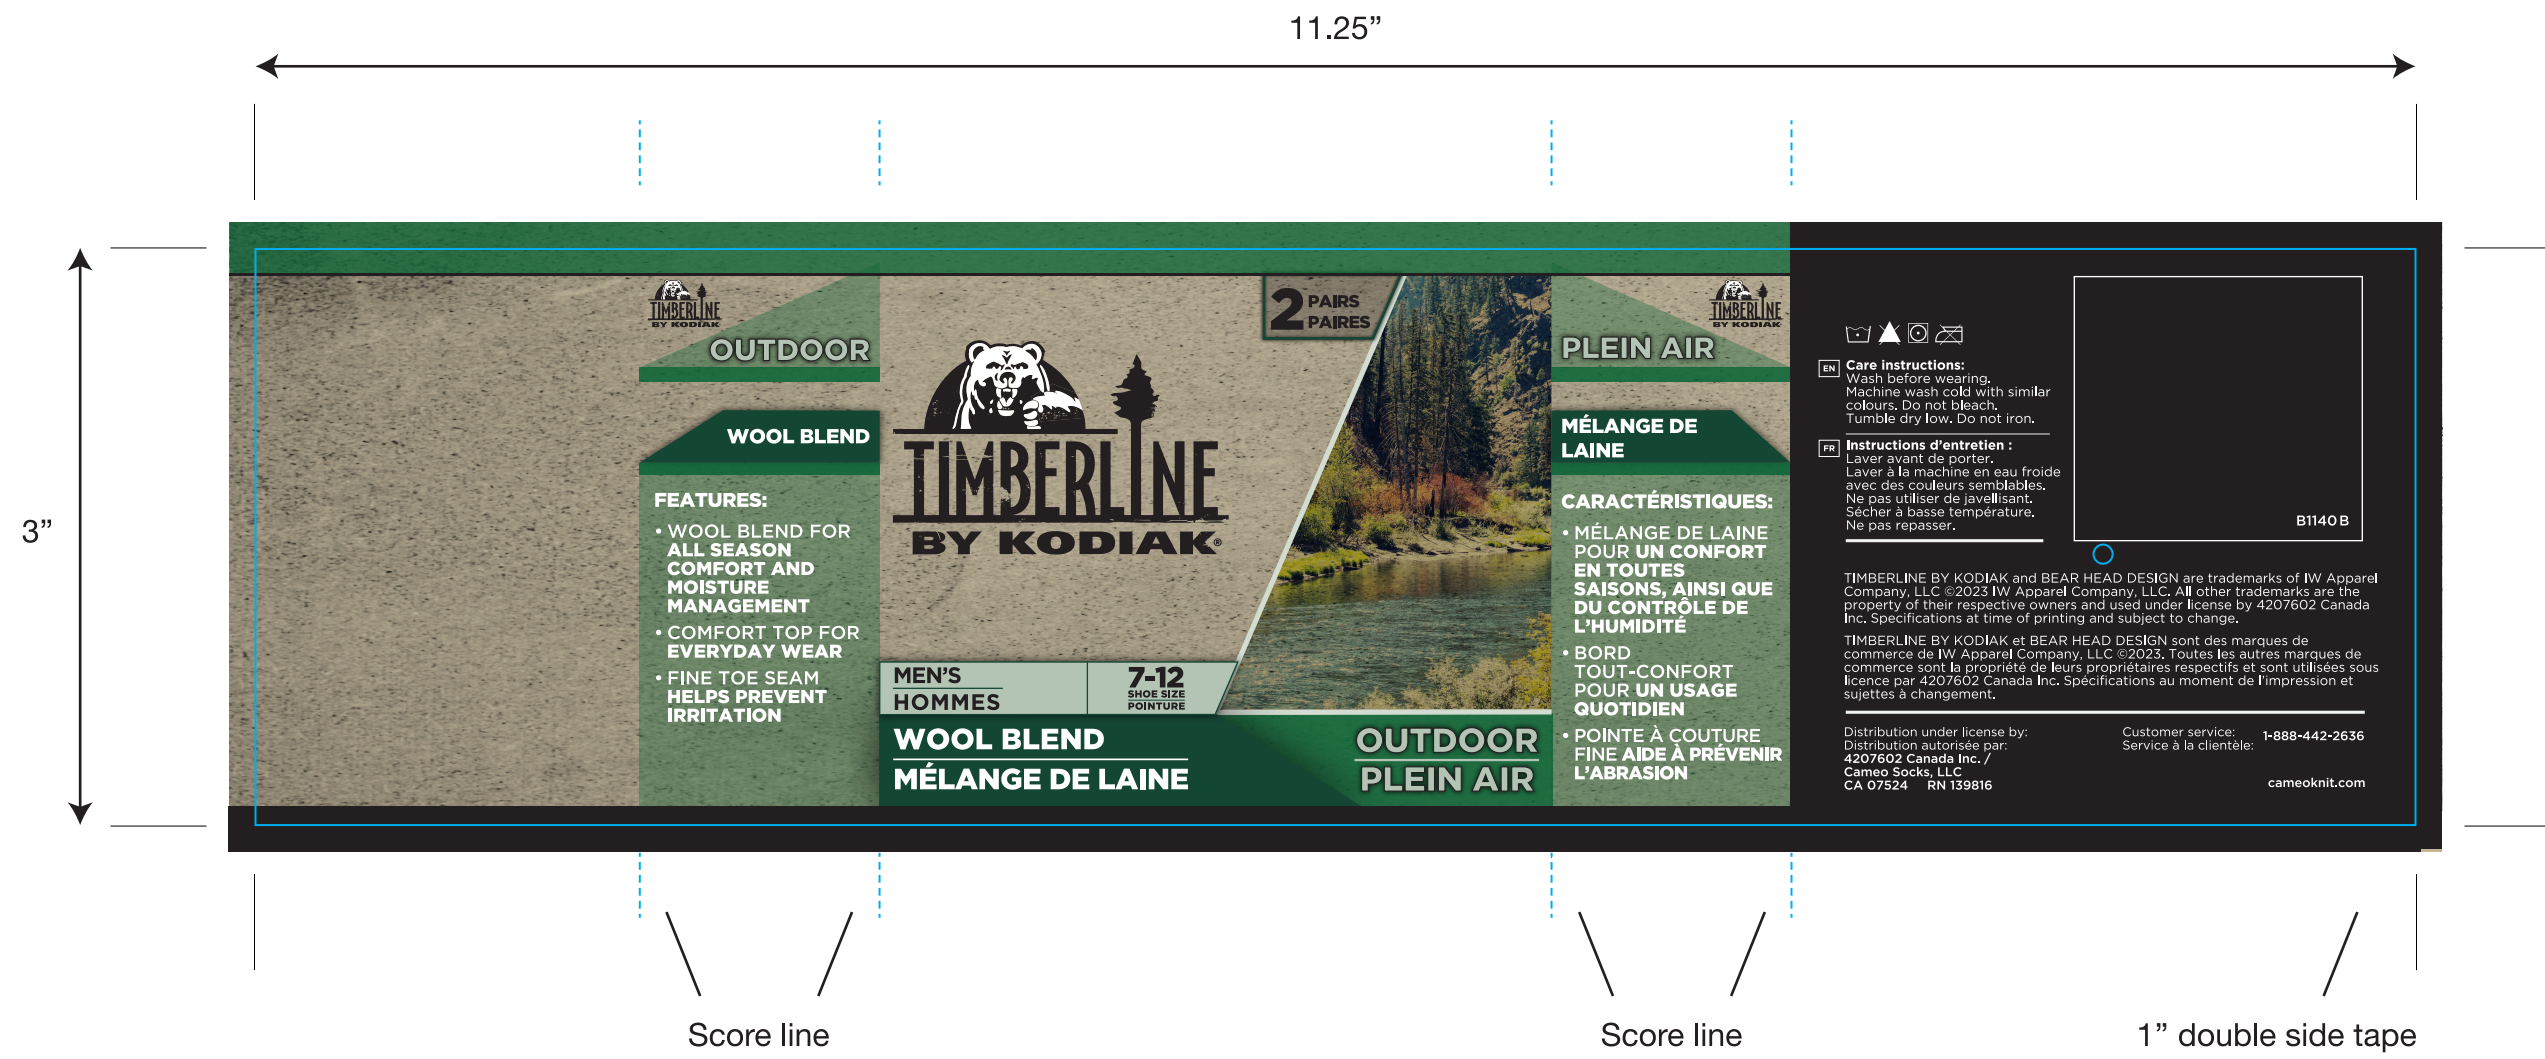 11.25”
3”
TIMBERLINE
BY KODIAK
OUTDOOR
WOOL BLEND
FEATURES:
• WOOL BLEND FOR
ALL SEASON
COMFORT AND
MOISTURE
MANAGEMENT
• COMFORT TOP FOR
EVERYDAY WEAR
• FINE TOE SEAM
HELPS PREVENT
IRRITATION
2 PAIRS
PAIRES
TIMBERLINE
BY KODIAK®
MEN’S
HOMMES
7-12
SHOE SIZE
POINTURE
WOOL BLEND
MÉLANGE DE LAINE
OUTDOOR
PLEIN AIR
TIMBERLINE
BY KODIAK
PLEIN AIR
MÉLANGE DE
LAINE
CARACTÉRISTIQUES:
• MÉLANGE DE LAINE
POUR UN CONFORT
EN TOUTES
SAISONS, AINSI QUE
DU CONTRÔLE DE
L’HUMIDITÉ
• BORD
TOUT-CONFORT
POUR UN USAGE
QUOTIDIEN
• POINTE À COUTURE
FINE AIDE À PRÉVENIR
L’ABRASION
EN Care instructions:
Wash before wearing.
Machine wash cold with similar
colours. Do not bleach.
Tumble dry low. Do not iron.
FR Instructions d’entretien :
Laver avant de porter.
Laver à la machine en eau froide
avec des couleurs semblables.
Ne pas utiliser de javellisant.
Sécher à basse température.
Ne pas repasser.
B1140 B
TIMBERLINE BY KODIAK and BEAR HEAD DESIGN are trademarks of IW Apparel
Company, LLC ©2023 IW Apparel Company, LLC. All other trademarks are the
property of their respective owners and used under license by 4207602 Canada
Inc. Specifications at time of printing and subject to change.
TIMBERLINE BY KODIAK et BEAR HEAD DESIGN sont des marques de
commerce de IW Apparel Company, LLC ©2023. Toutes les autres marques de
commerce sont la propriété de leurs propriétaires respectifs et sont utilisées sous
licence par 4207602 Canada Inc. Spécifications au moment de l’impression et
sujettes à changement.
Distribution under license by:
Distribution autorisée par:
4207602 Canada Inc. /
Cameo Socks, LLC
CA 07524 RN 139816
Customer service:
Service à la clientèle:
1-888-442-2636
cameoknit.com
Score line
Score line
1” double side tape